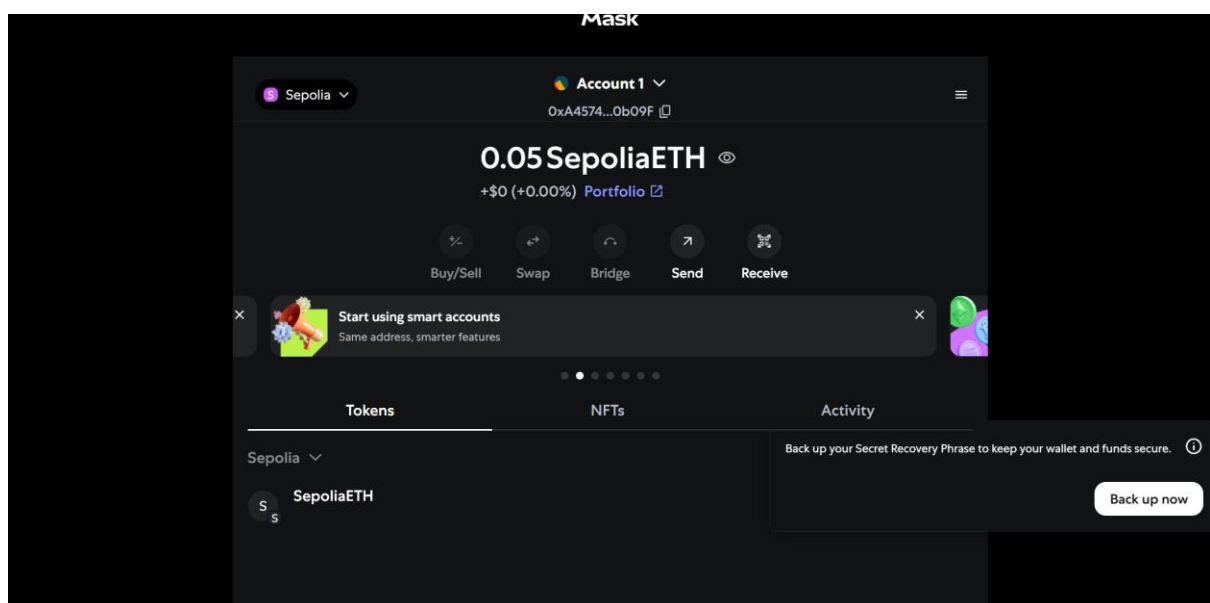 Mask
S Sepolia
Account 1
0xA4574...0b09F
0.05 SepoliaETH
+$0 (+0.00%) Portfolio
Buy/Sell Swap Bridge Send Receive
Start using smart accounts
Same address, smarter features
Tokens NFTs Activity
Back up your Secret Recovery Phrase to keep your wallet and funds secure.
Sepolia
Back up now
SepoliaETH
S
S